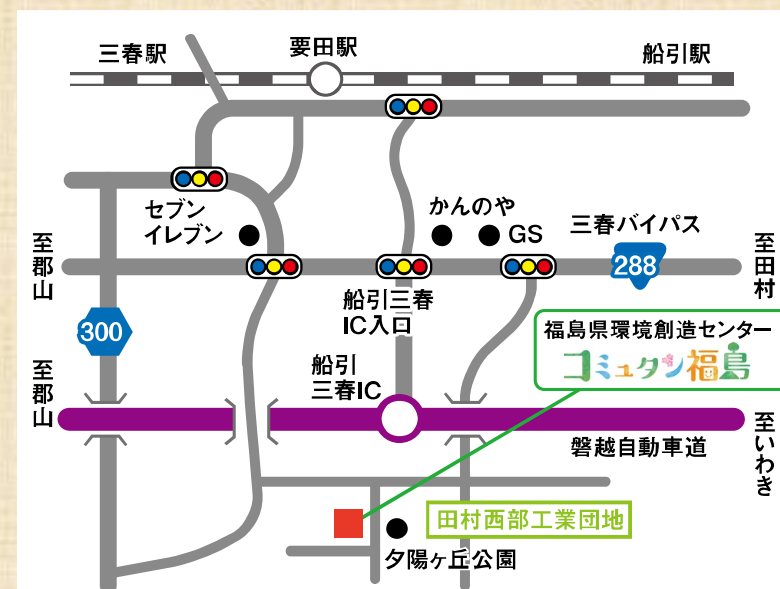 三春駅
要田駅
船引駅
セブン
イレブン
かんのや
GS
三春バイパス
288
至郡山
至田村
船引三春
IC入口
300
福島県環境創造センター
コミュタン福島
至郡山
船引
三春IC
磐越自動車道
至いわき
田村西部工業団地
夕陽ヶ丘公園